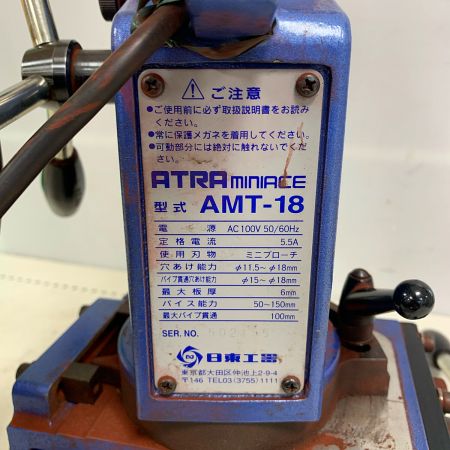 ご注意
●ご使用前に必ず取扱説明書をお読み
ください。
●常に保護メガネを着用してください。
●可動部分には絶対に触れないでくだ
さい。
ATRA MINIACE
型式 AMT-18
電源 AC100V 50/60Hz
定格電流 5.5A
使用刃物 ミニブローチ
穴あけ能力 φ11.5～φ18mm
パイプ貫通穴あけ能力 φ15～φ18mm
最大板厚 6mm
バイス能力 50～150mm
最大パイプ貫通 100mm
SER. NO.
日東工器
東京都大田区仲池上2-9-4
〒146 TEL03(3755)1111